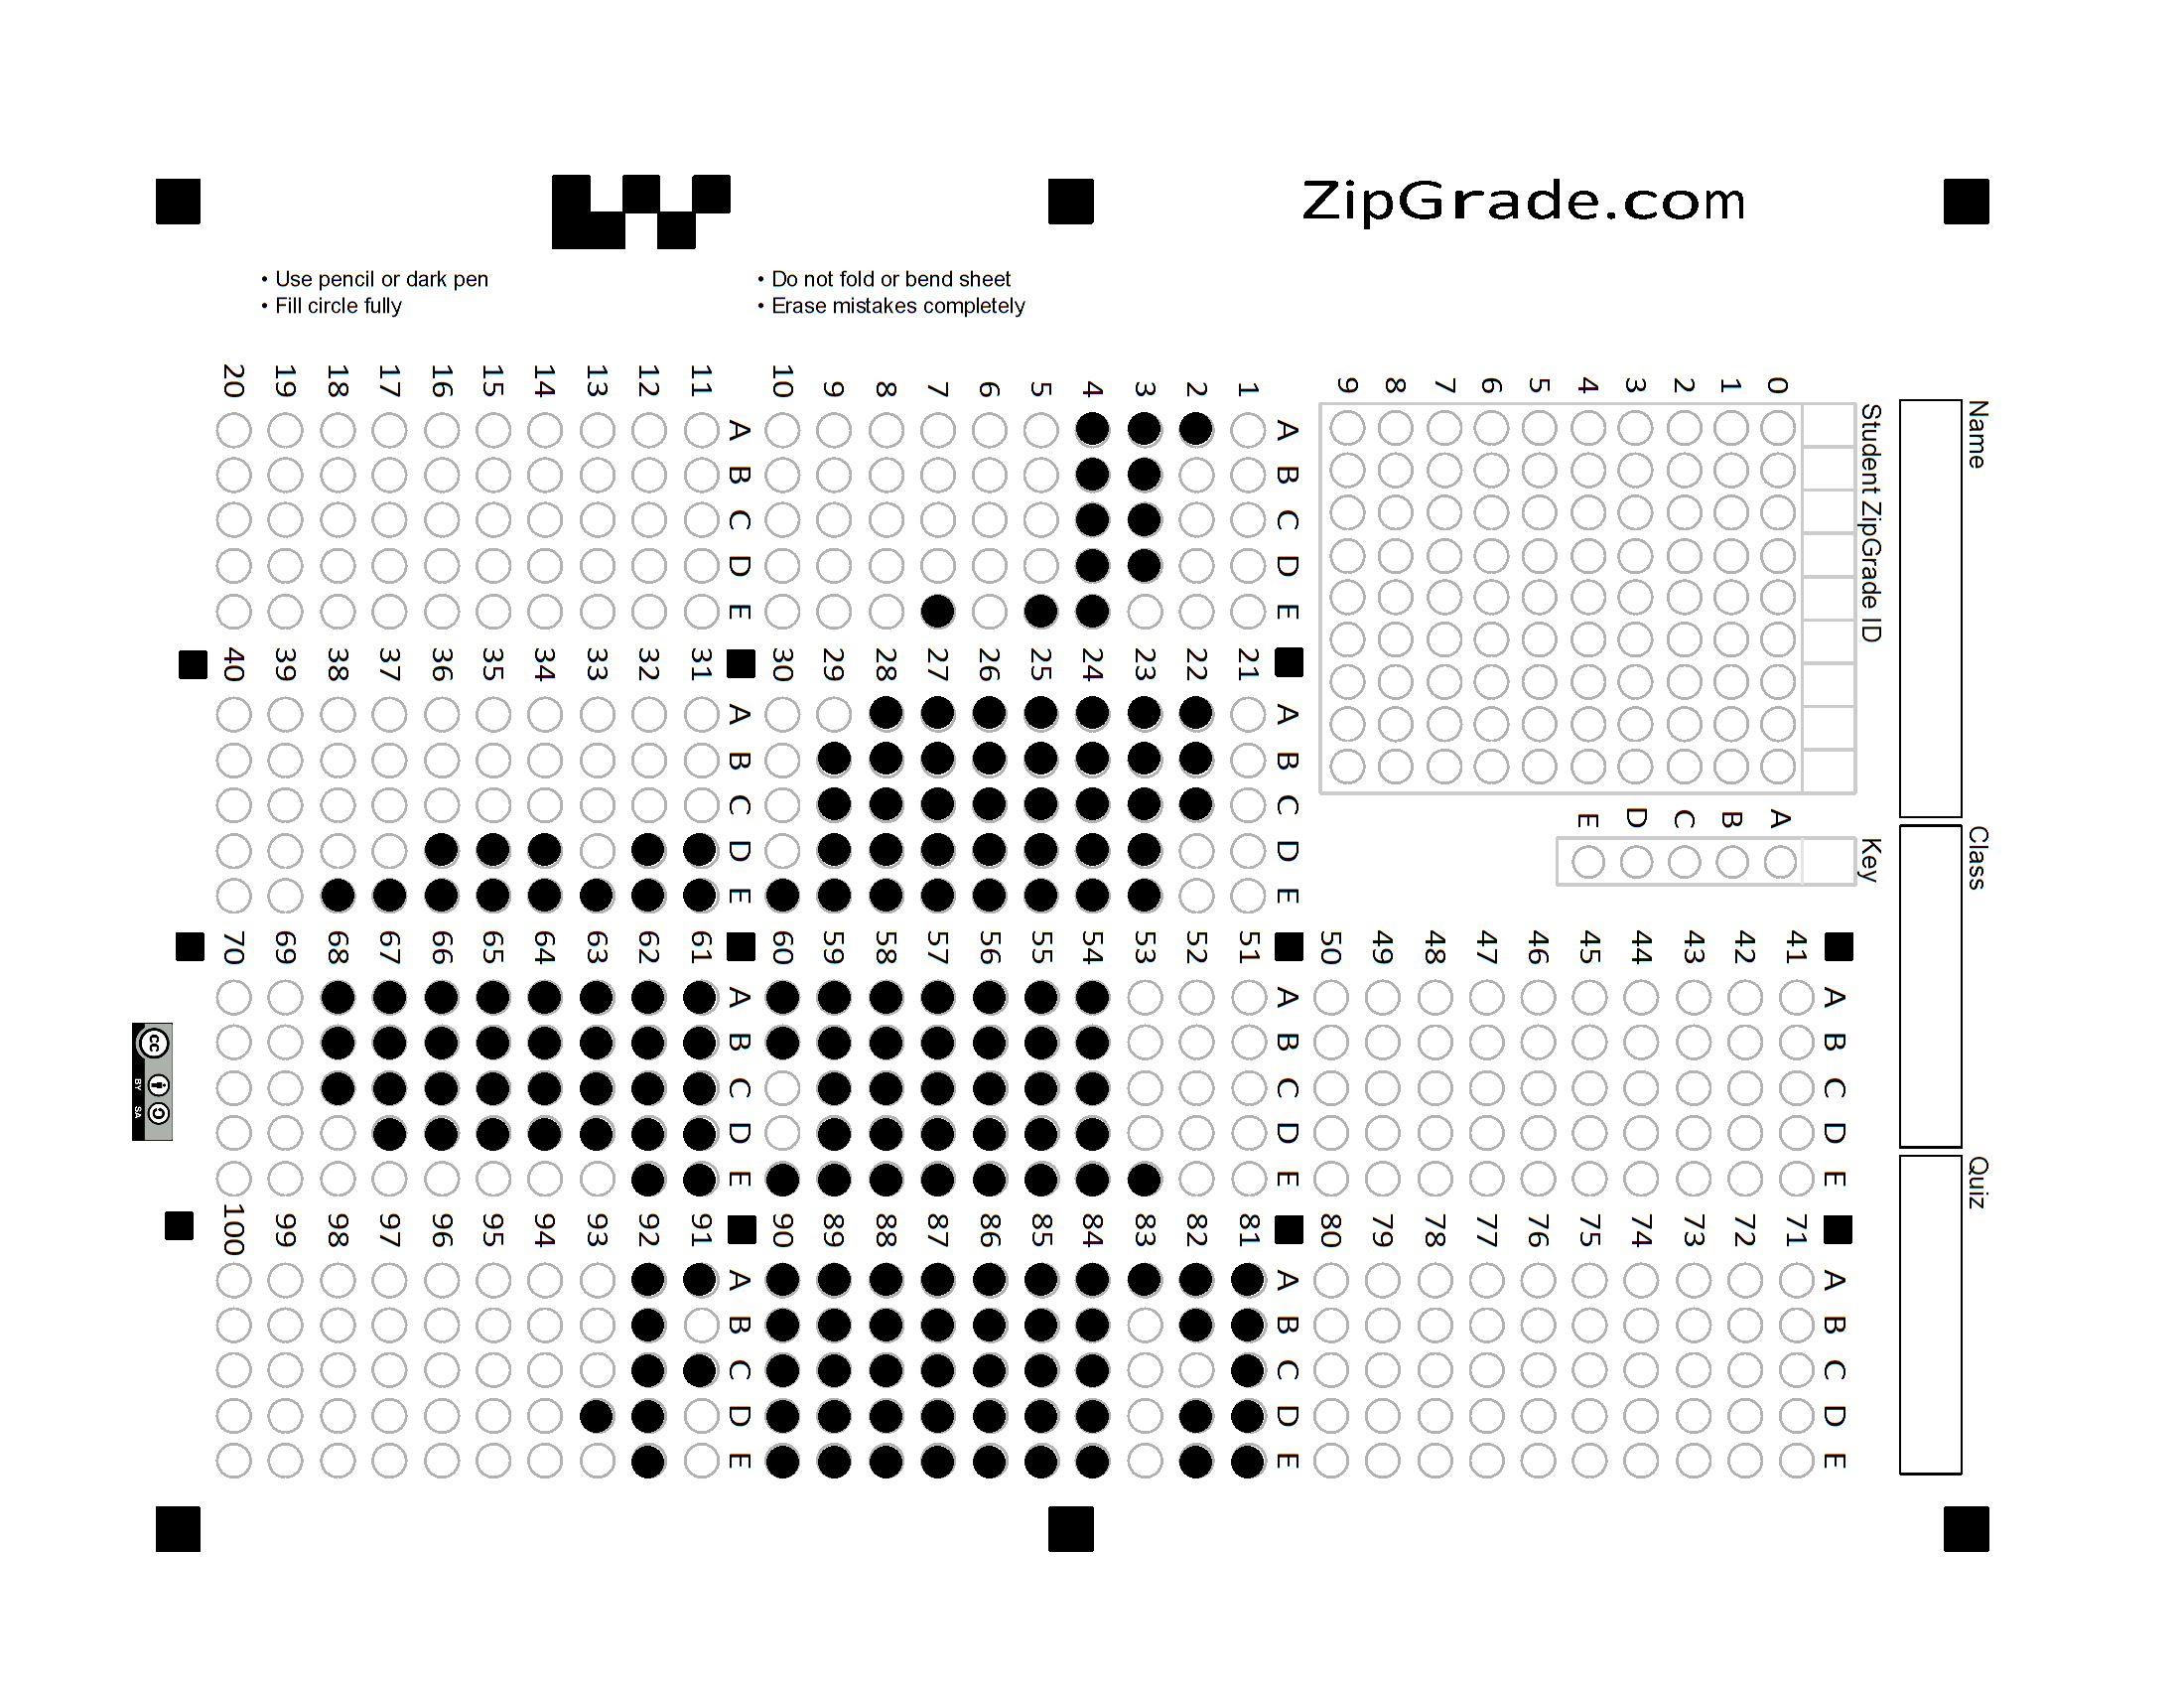 ZipGrade.com
• Use pencil or dark pen
• Fill circle fully
• Do not fold or bend sheet
• Erase mistakes completely
Name
Class
Quiz
Student ZipGrade ID
0 1 2 3 4 5 6 7 8 9
Key
A B C D E
1 2 3 4 5 6 7 8 9 10
A B C D E
11 12 13 14 15 16 17 18 19 20
A B C D E
21 22 23 24 25 26 27 28 29 30
A B C D E
31 32 33 34 35 36 37 38 39 40
A B C D E
41 42 43 44 45 46 47 48 49 50
A B C D E
51 52 53 54 55 56 57 58 59 60
A B C D E
61 62 63 64 65 66 67 68 69 70
A B C D E
71 72 73 74 75 76 77 78 79 80
A B C D E
81 82 83 84 85 86 87 88 89 90
A B C D E
91 92 93 94 95 96 97 98 99 100
A B C D E
cc
BY SA